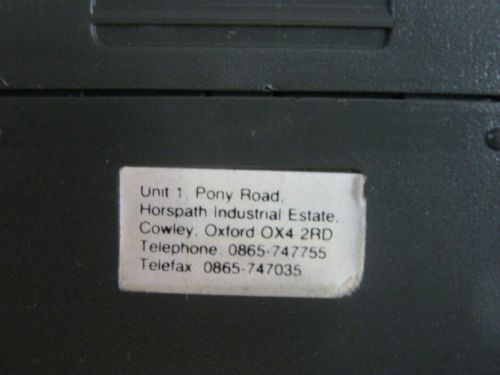 Unit 1, Pony Road,
Horspath Industrial Estate,
Cowley, Oxford OX4 2RD
Telephone: 0865-747755
Telefax: 0865-747035